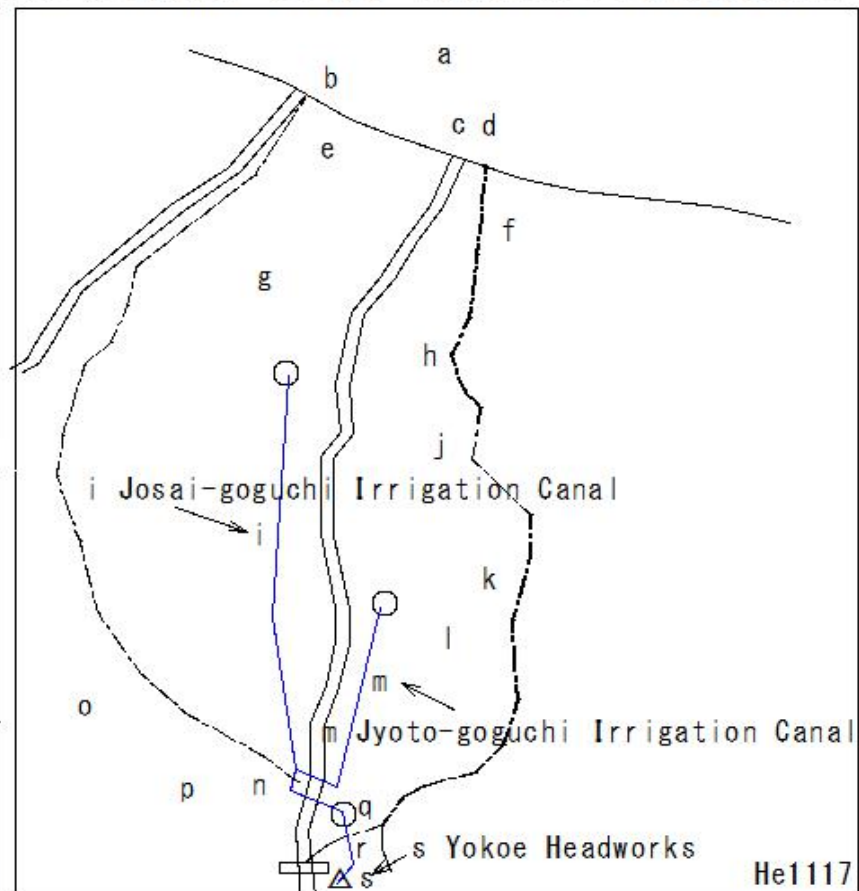 a
b
c d
e
f
g
h
j
i Josai-goguchi Irrigation Canal
i
k
l
m
o
m Jyoto-goguchi Irrigation Canal
p
n
q
r
s Yokoe Headworks
s
He1117